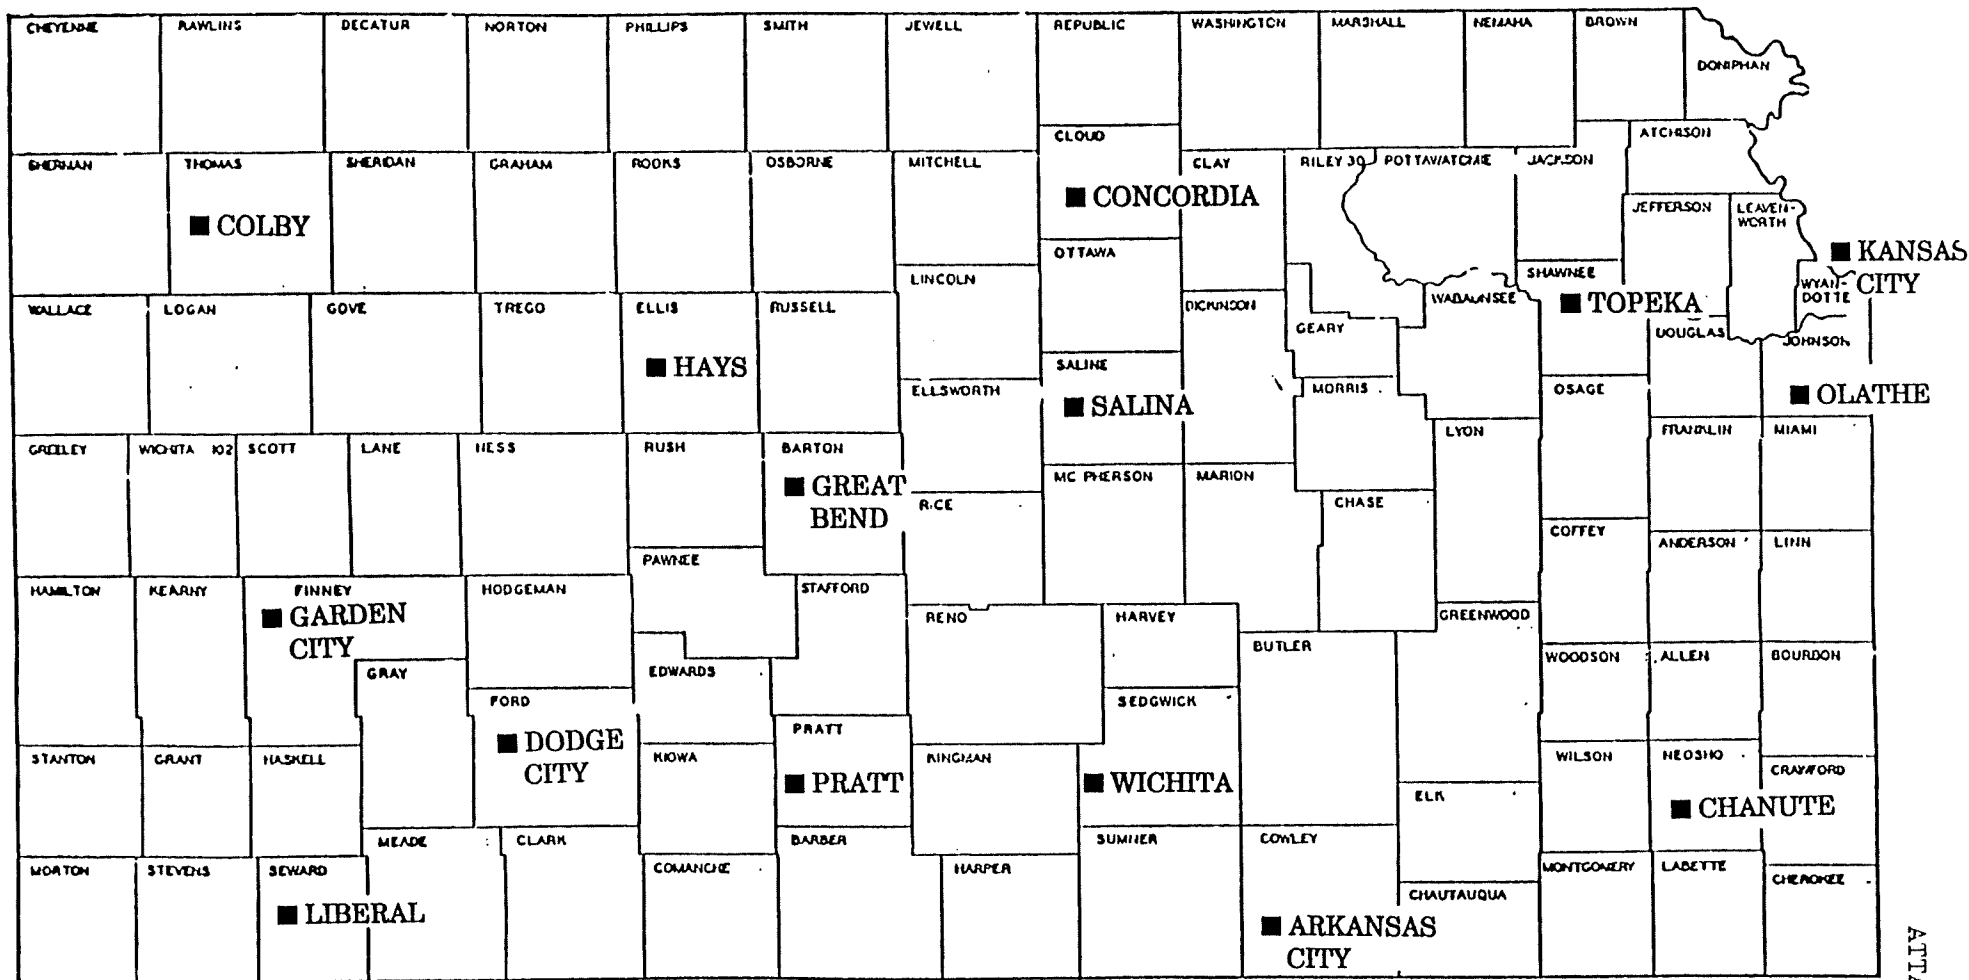 CHEYENNE RAWLINS DECATUR NORTON PHILLIPS SMITH JEWELL REPUBLIC WASHINGTON MARSHALL NEMAHA BROWN
DONIPHAN
CLOUD ATCHISON
SHERMAN THOMAS SHERIDAN GRAHAM ROOKS OSBORNE MITCHELL CLAY RILEY 30 POTTAWATOMIE JACKSON
■ COLBY ■ CONCORDIA JEFFERSON LEAVEN-
WORTH
OTTAWA ■ KANSAS
CITY
LINCOLN SHAWNEE WYAN-
DOTTE
WALLACE LOGAN GOVE TREGO ELLIS RUSSELL DICKINSON WABAUNSEE ■ TOPEKA
GEARY DOUGLAS JOHNSON
■ HAYS SALINE
ELLSWORTH MORRIS OSAGE ■ OLATHE
■ SALINA
LYON FRANKLIN MIAMI
GREELEY WICHITA 102 SCOTT LANE NESS RUSH BARTON
■ GREAT
BEND
MC PHERSON MARION
RICE CHASE
COFFEY ANDERSON LINN
PAWNEE
HAMILTON KEARNY FINNEY HODGEMAN STAFFORD
■ GARDEN
CITY
RENO HARVEY GREENWOOD
BUTLER WOODSON ALLEN BOURBON
GRAY EDWARDS
FORD SEDGWICK
PRATT
■ DODGE
CITY
STANTON GRANT HASKELL KIOWA KINGMAN WILSON NEOSHO
CRAWFORD
■ PRATT ■ WICHITA
ELK ■ CHANUTE
MEADE CLARK BARBER SUMNER COWLEY
MORTON STEVENS SEWARD COMANCHE HARPER MONTGOMERY LABETTE
CHEROKEE
CHAUTAUQUA
■ LIBERAL ■ ARKANSAS
CITY